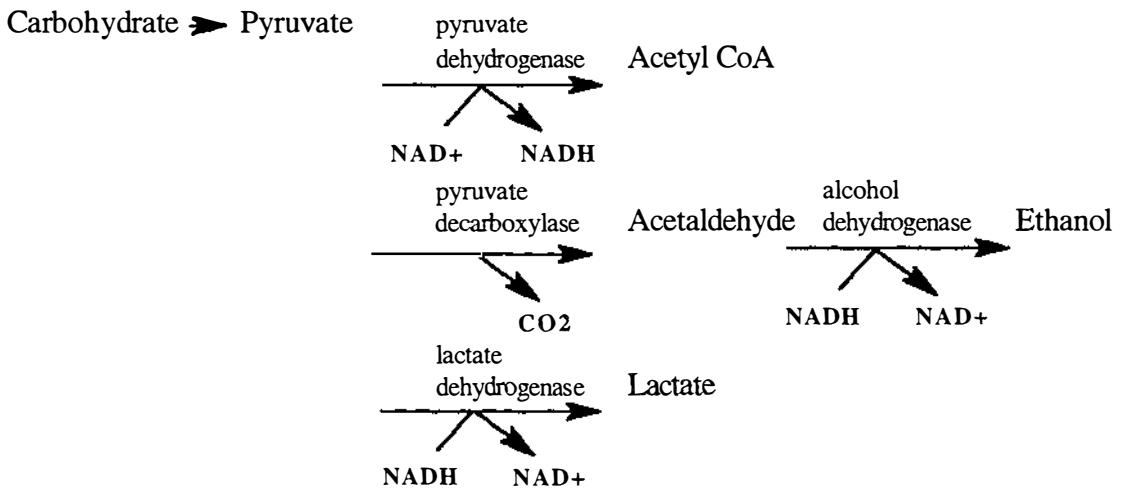 Carbohydrate Pyruvate
pyruvate
dehydrogenase
Acetyl CoA
NAD+ NADH
pyruvate
decarboxylase
Acetaldehyde
alcohol
dehydrogenase
Ethanol
CO2
NADH NAD+
lactate
dehydrogenase
Lactate
NADH NAD+